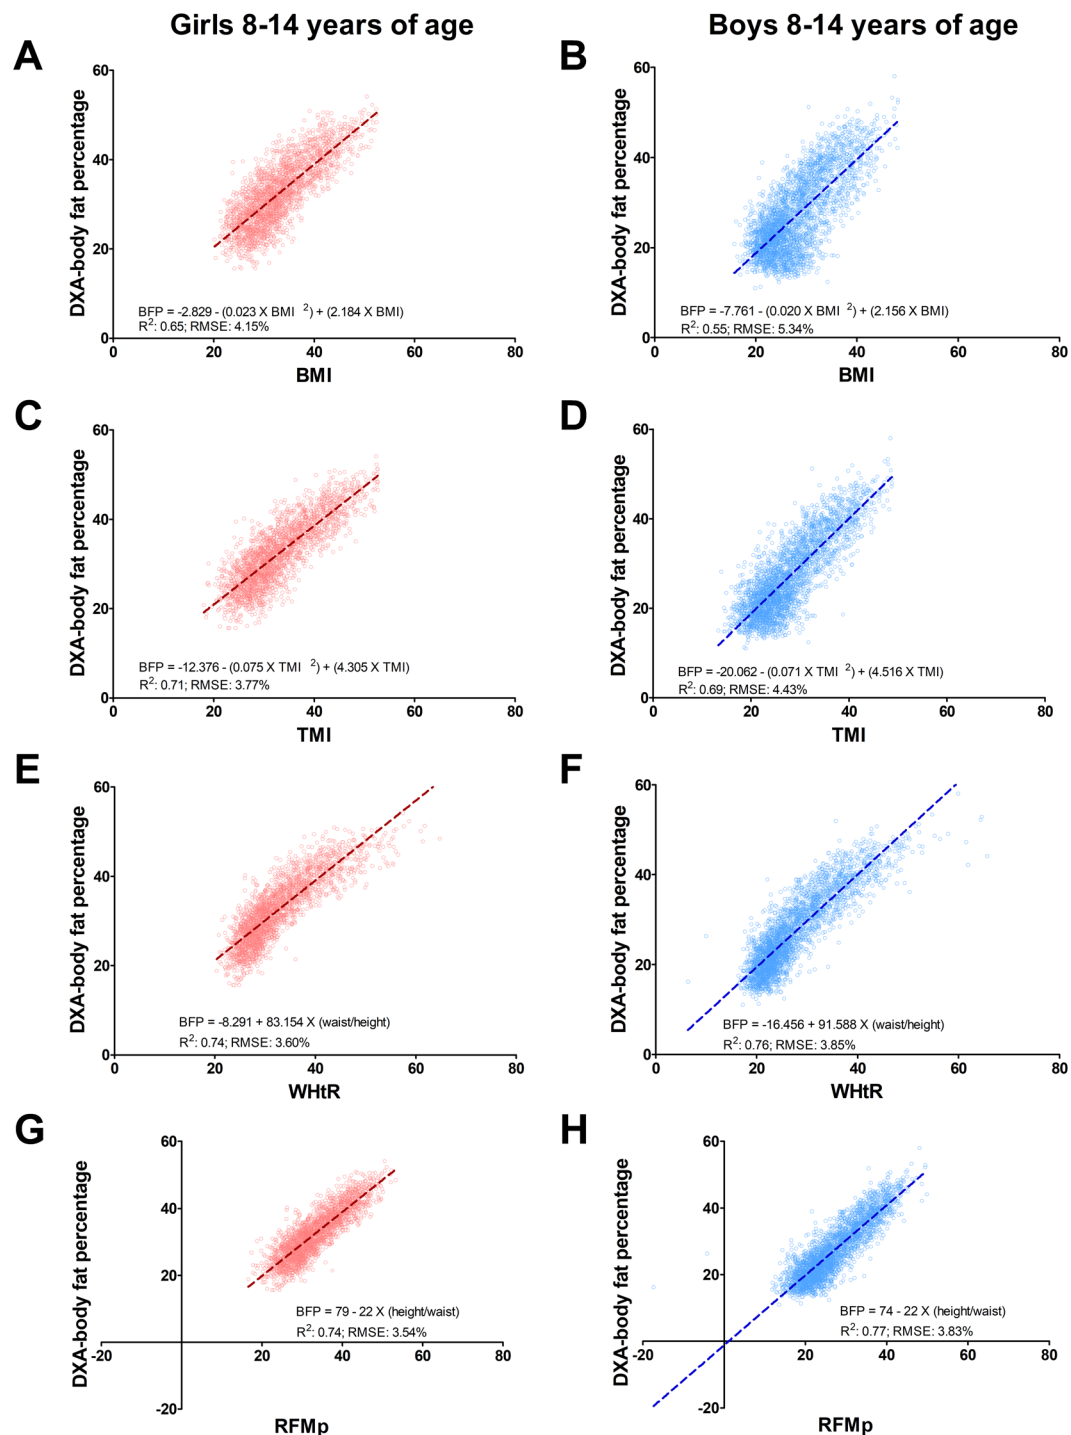 Girls 8-14 years of age
Boys 8-14 years of age
A
DXA-body fat percentage
60
40
20
0
BFP = -2.829 - (0.023 X BMI ²) + (2.184 X BMI)
R²: 0.65; RMSE: 4.15%
0 20 40 60 80
BMI
B
DXA-body fat percentage
60
40
20
0
BFP = -7.761 - (0.020 X BMI ²) + (2.156 X BMI)
R²: 0.55; RMSE: 5.34%
0 20 40 60 80
BMI
C
DXA-body fat percentage
60
40
20
0
BFP = -12.376 - (0.075 X TMI ²) + (4.305 X TMI)
R²: 0.71; RMSE: 3.77%
0 20 40 60 80
TMI
D
DXA-body fat percentage
60
40
20
0
BFP = -20.062 - (0.071 X TMI ²) + (4.516 X TMI)
R²: 0.69; RMSE: 4.43%
0 20 40 60 80
TMI
E
DXA-body fat percentage
60
40
20
0
BFP = -8.291 + 83.154 X (waist/height)
R²: 0.74; RMSE: 3.60%
0 20 40 60 80
WHtR
F
DXA-body fat percentage
60
40
20
0
BFP = -16.456 + 91.588 X (waist/height)
R²: 0.76; RMSE: 3.85%
0 20 40 60 80
WHtR
G
DXA-body fat percentage
60
40
20
BFP = 79 - 22 X (height/waist)
R²: 0.74; RMSE: 3.54%
-20 20 40 60 80
-20
RFMp
H
DXA-body fat percentage
60
40
20
BFP = 74 - 22 X (height/waist)
R²: 0.77; RMSE: 3.83%
-20 20 40 60 80
-20
RFMp